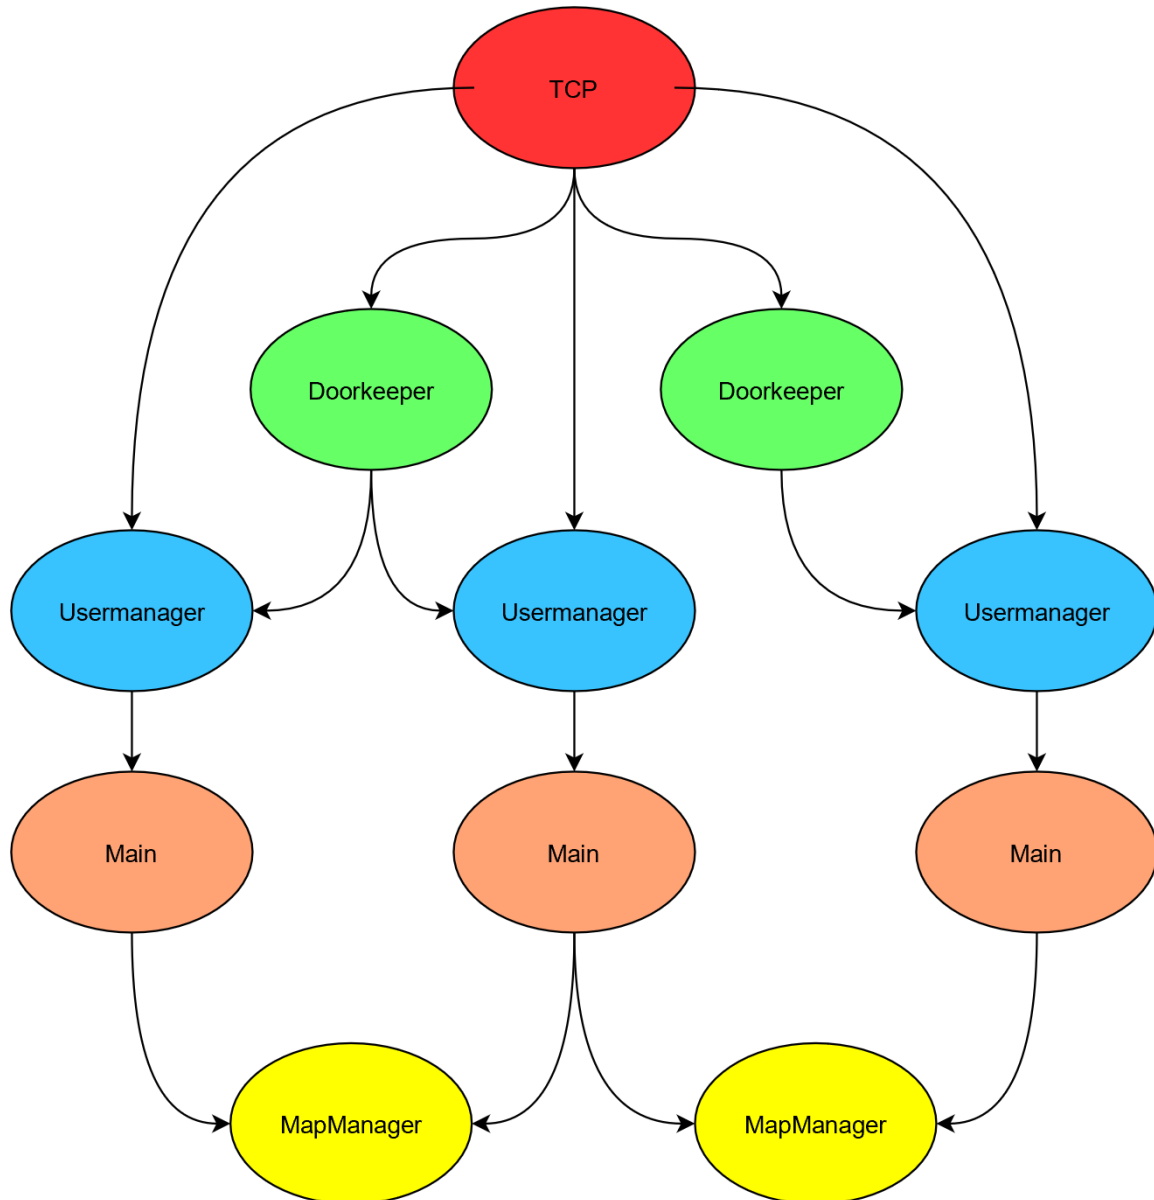 TCP
Doorkeeper
Doorkeeper
Usermanager
Usermanager
Usermanager
Main
Main
Main
MapManager
MapManager